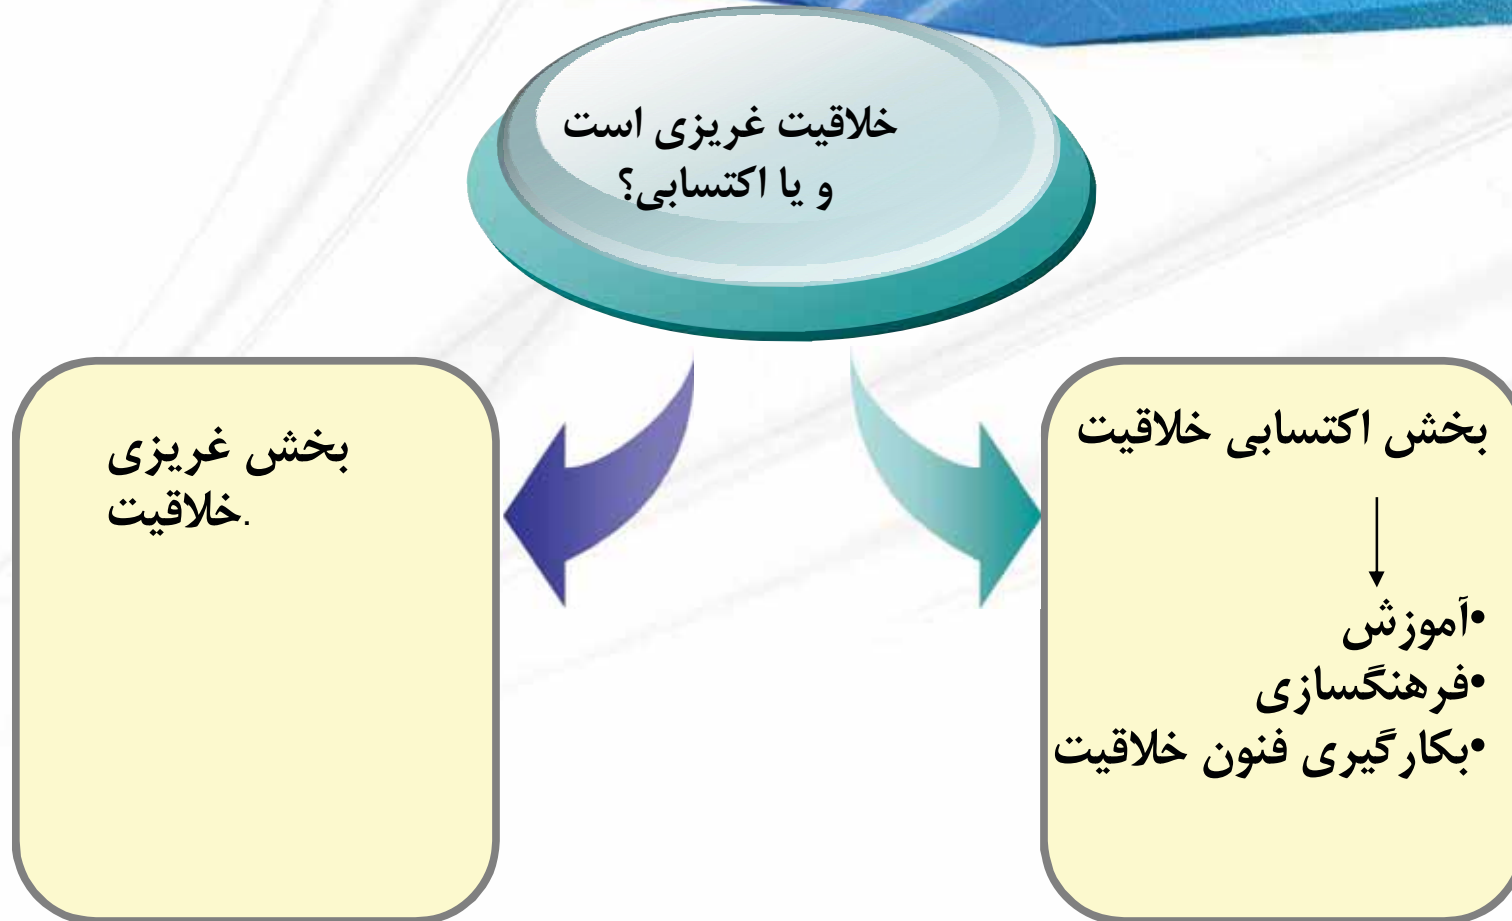 خلاقیت غریزی است
و یا اکتسابی؟
بخش اکتسابی خلاقیت
•آموزش
•فرهنگسازی
•بکارگیری فنون خلاقیت
بخش غریزی
خلاقیت.